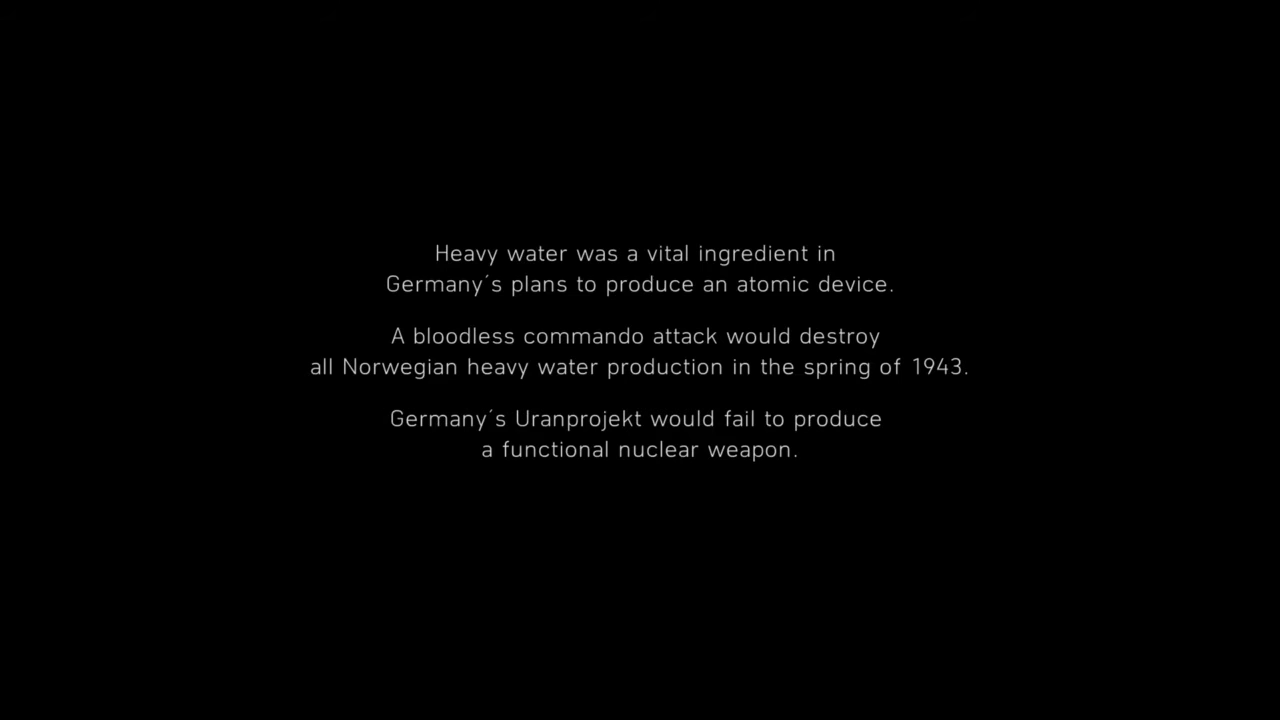 Heavy water was a vital ingredient in
Germany´s plans to produce an atomic device.
A bloodless commando attack would destroy
all Norwegian heavy water production in the spring of 1943.
Germany´s Uranprojekt would fail to produce
a functional nuclear weapon.